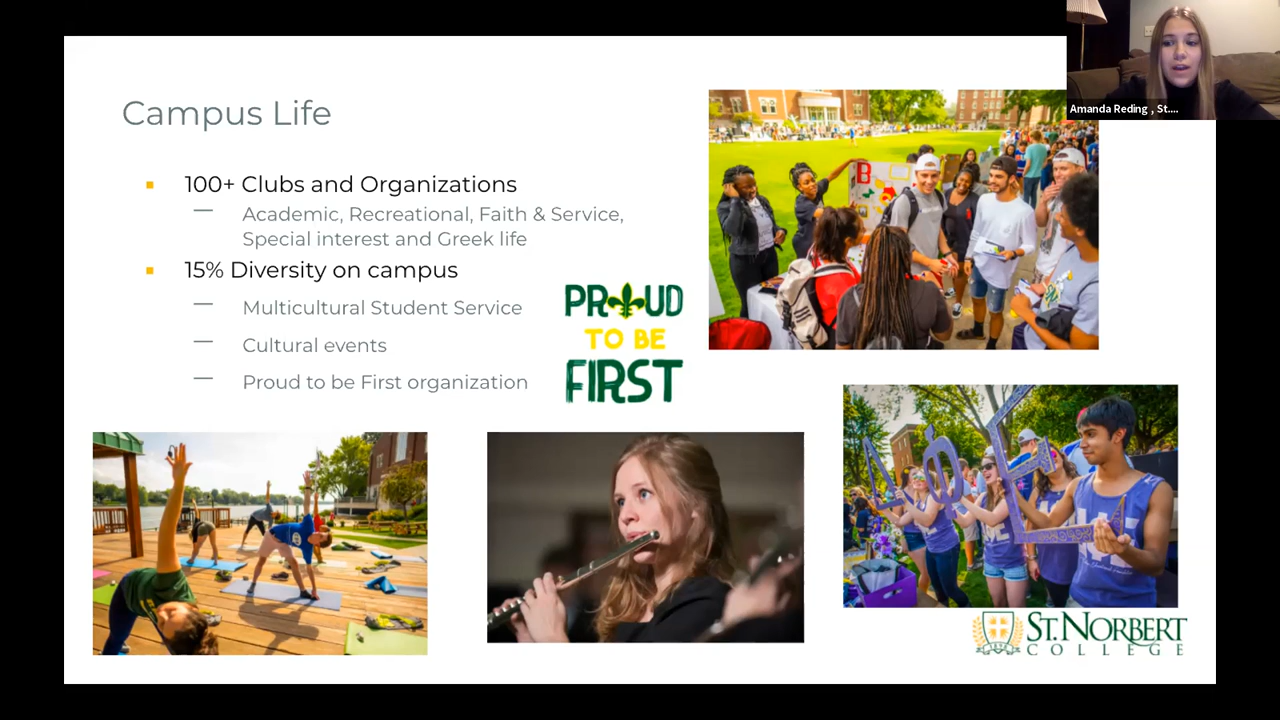 Campus Life
100+ Clubs and Organizations
Academic, Recreational, Faith & Service,
Special interest and Greek life
15% Diversity on campus
Multicultural Student Service
Cultural events
Proud to be First organization
PROUD
TO BE
FIRST
B
ΛΦΕ
ST. NORBERT
COLLEGE
Amanda Reding , St....